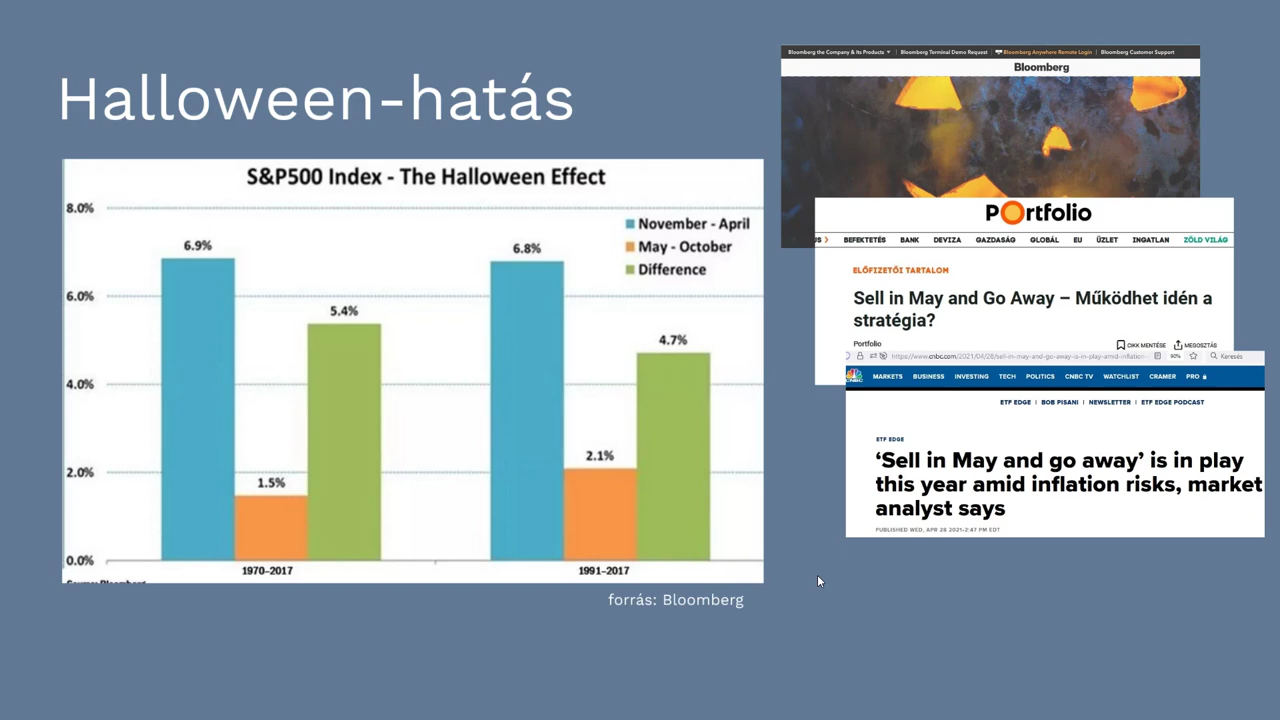 Halloween-hatás
S&P500 Index - The Halloween Effect
8.0%
6.0%
4.0%
2.0%
0.0%
November - April
May - October
Difference
6.9%
1.5%
5.4%
6.8%
2.1%
4.7%
1970-2017
1991-2017
Source: Bloomberg
forrás: Bloomberg
Bloomberg the Company & Its Products | Bloomberg Terminal Demo Request | Bloomberg Anywhere Remote Login | Bloomberg Customer Support
Bloomberg
Portfolio
US BEFEKTETÉS BANK DEVIZA GAZDASÁG GLOBÁL EU ÜZLET INGATLAN ZÖLD VILÁG
ELŐFIZETŐI TARTALOM
Sell in May and Go Away – Működhet idén a
stratégia?
Portfolio
CIKK MENTÉSE MEGOSZTÁS
https://www.cnbc.com/2021/04/28/sell-in-may-and-go-away-is-in-play-amid-inflation- 90% Keresés
CNBC MARKETS BUSINESS INVESTING TECH POLITICS CNBC TV WATCHLIST CRAMER PRO
ETF EDGE | BOB PISANI | NEWSLETTER | ETF EDGE PODCAST
ETF EDGE
‘Sell in May and go away’ is in play
this year amid inflation risks, market
analyst says
PUBLISHED WED, APR 28 2021•2:47 PM EDT